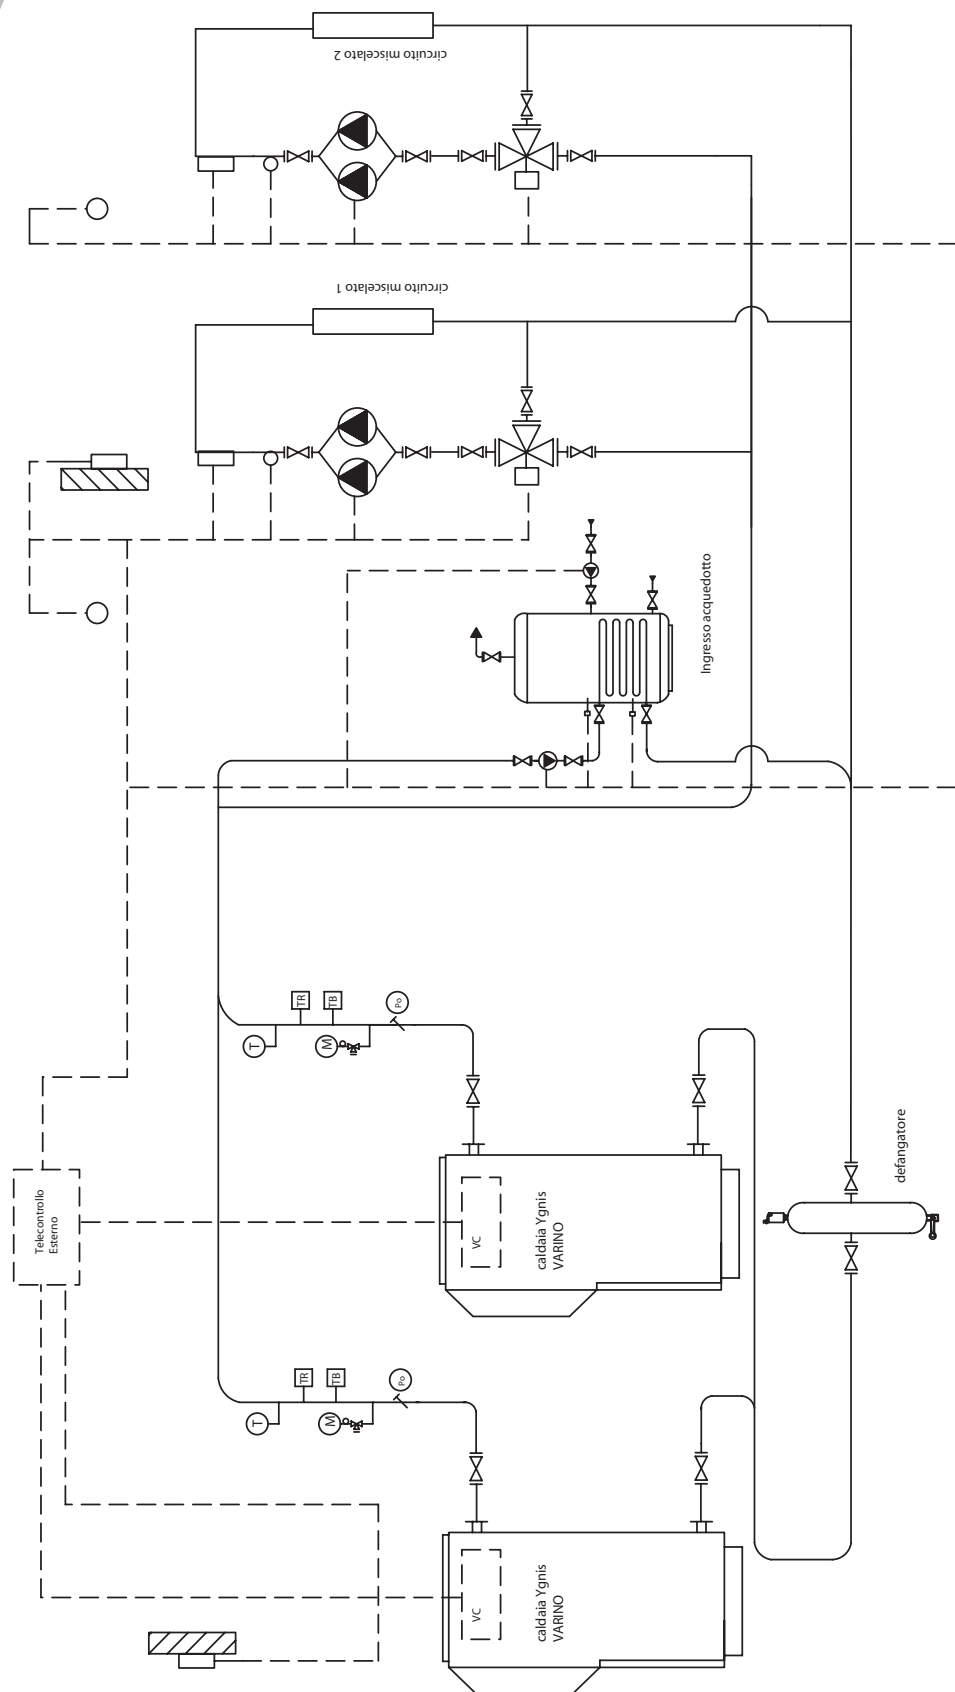 circuito miscelato 2
circuito miscelato 1
Ingresso acquedotto
TR
TB
Po
T
M
Telecontrollo
Esterno
VC
caldaia Ygnis
VARINO
defangatore
TR
TB
Po
T
M
VC
caldaia Ygnis
VARINO